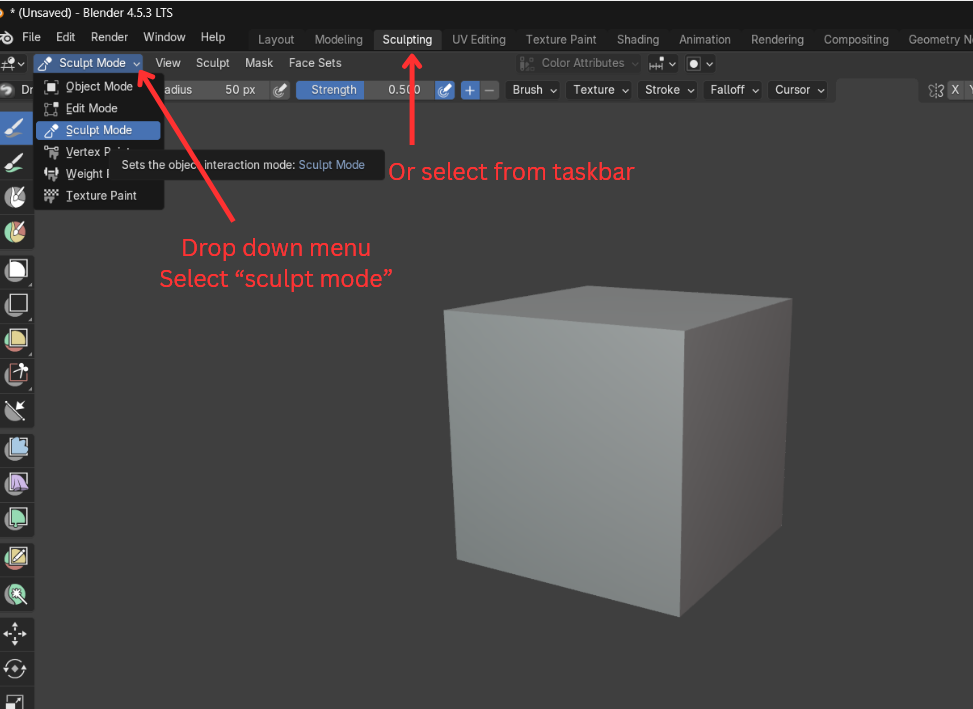 * (Unsaved) - Blender 4.5.3 LTS
File Edit Render Window Help Layout Modeling Sculpting UV Editing Texture Paint Shading Animation Rendering Compositing Geometry N
Sculpt Mode View Sculpt Mask Face Sets Color Attributes
Dr adius 50 px Strength 0.500 Brush Texture Stroke Falloff Cursor X
Object Mode
Edit Mode
Sculpt Mode
Vertex
Sets the object interaction mode: Sculpt Mode
Weight
Texture Paint
Or select from taskbar
Drop down menu
Select “sculpt mode”